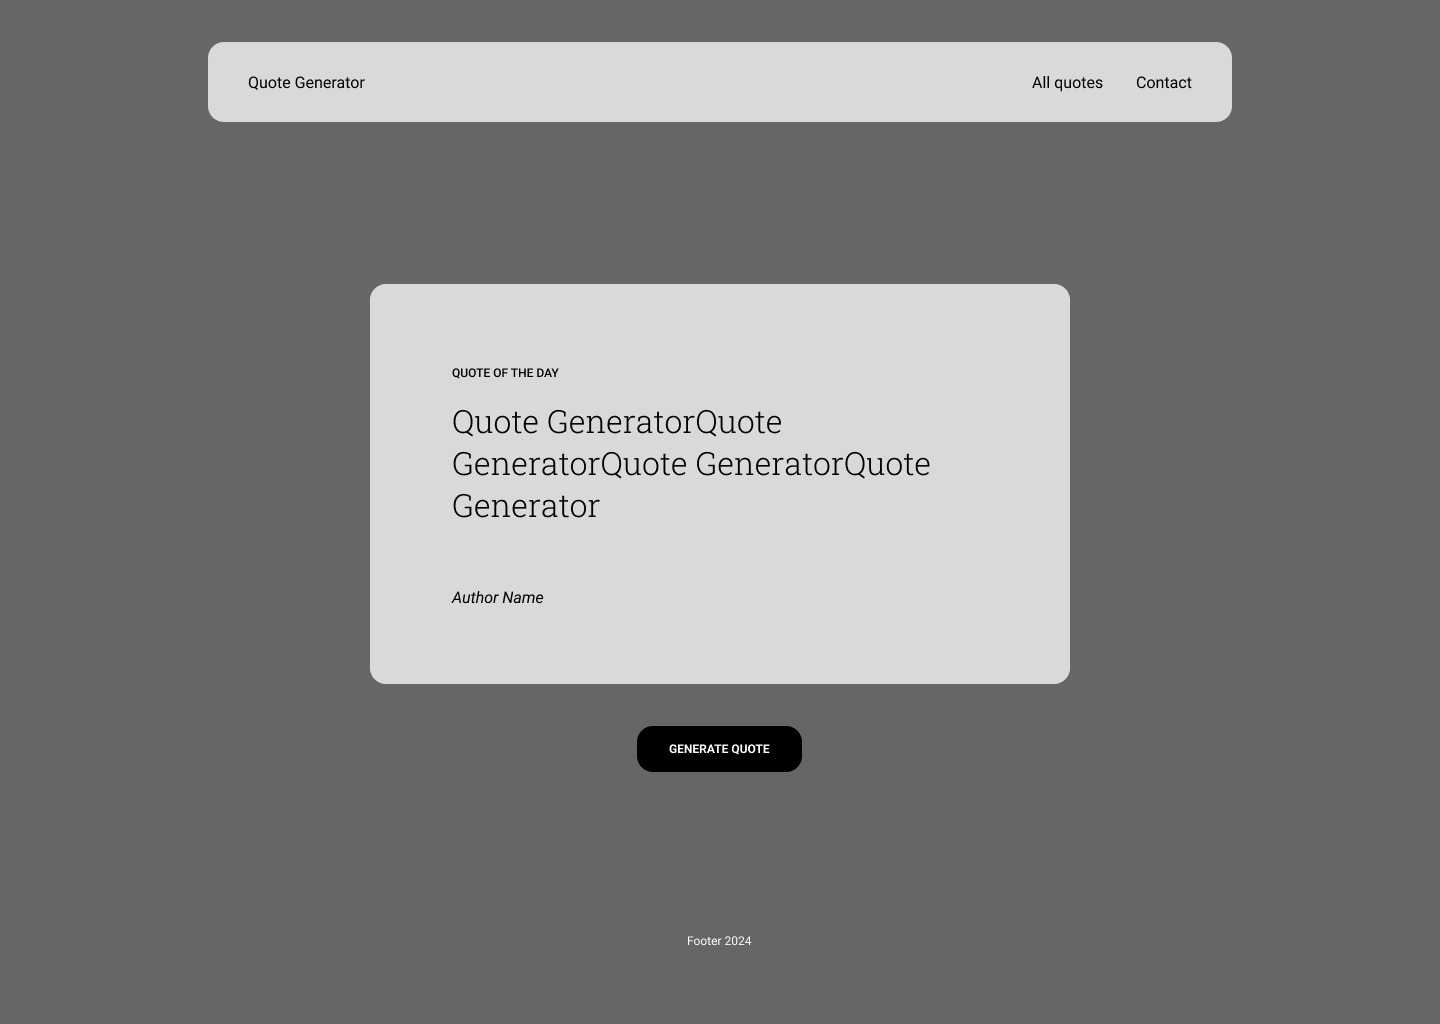 Quote Generator
All quotes
Contact
QUOTE OF THE DAY
Quote GeneratorQuote
GeneratorQuote GeneratorQuote
Generator
Author Name
GENERATE QUOTE
Footer 2024